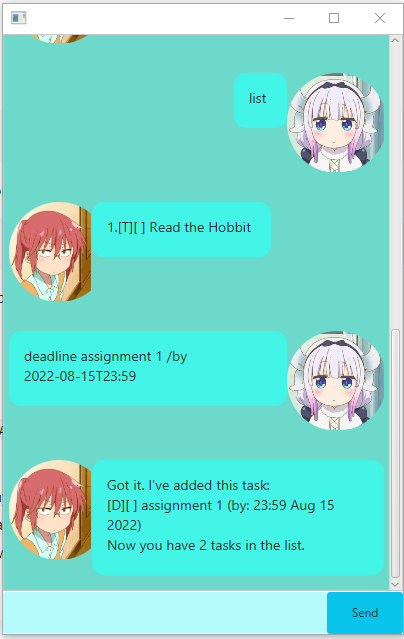 list
1.[T][ ] Read the Hobbit
deadline assignment 1 /by
2022-08-15T23:59
Got it. I've added this task:
[D][ ] assignment 1 (by: 23:59 Aug 15
2022)
Now you have 2 tasks in the list.
Send